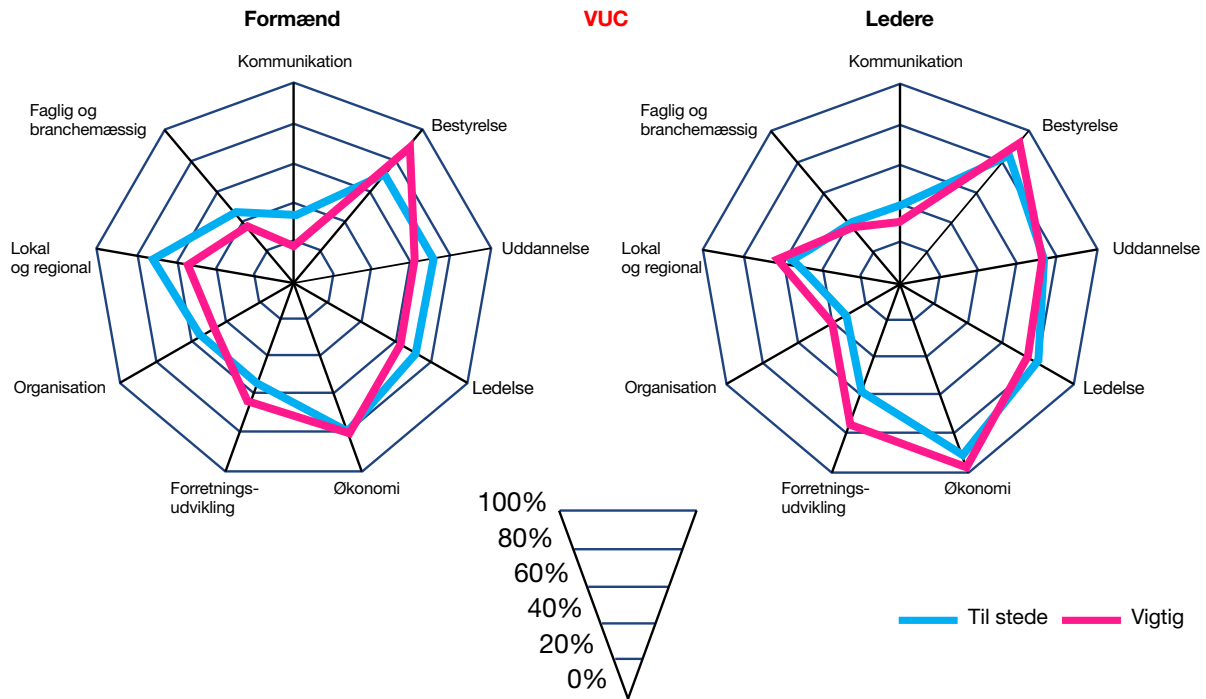 Formænd
VUC
Ledere
Kommunikation
Faglig og
branchemæssig
Bestyrelse
Lokal
og regional
Uddannelse
Organisation
Ledelse
Forretnings-
udvikling
Økonomi
Kommunikation
Faglig og
branchemæssig
Bestyrelse
Lokal
og regional
Uddannelse
Organisation
Ledelse
Forretnings-
udvikling
Økonomi
100%
80%
60%
40%
20%
0%
Til stede
Vigtig